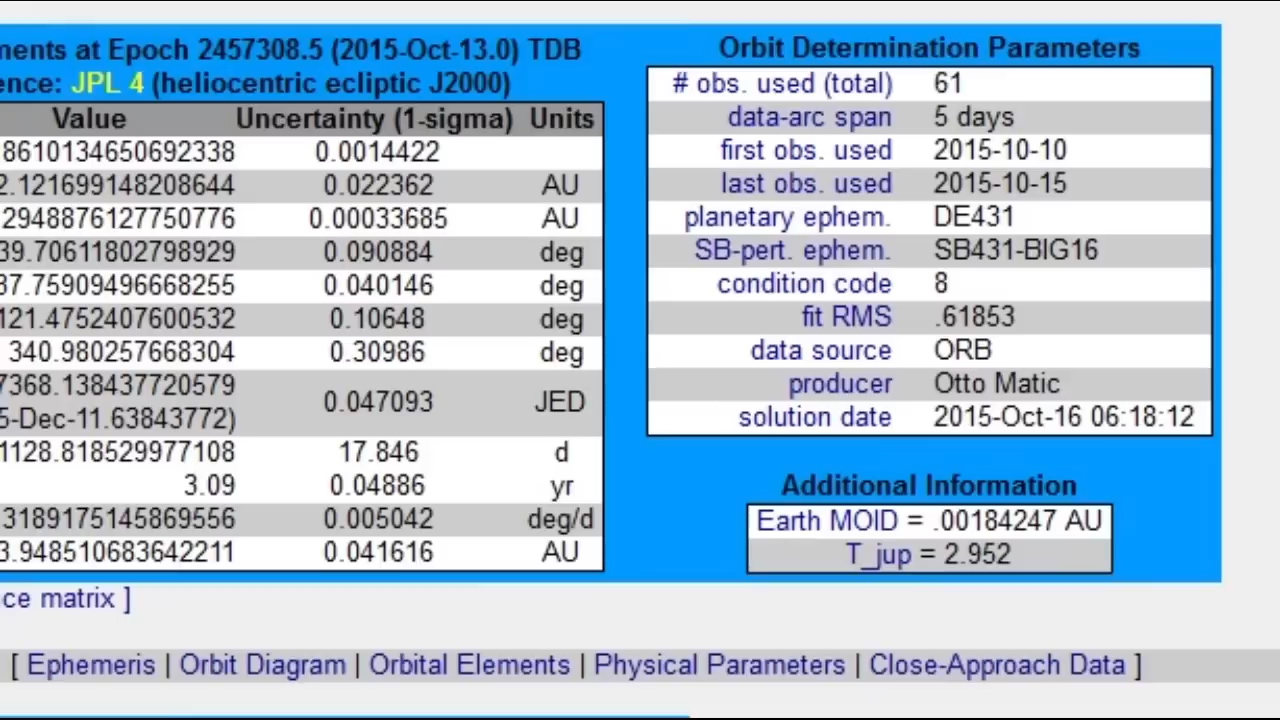 ments at Epoch 2457308.5 (2015-Oct-13.0) TDB
ence: JPL 4 (heliocentric ecliptic J2000)
Value Uncertainty (1-sigma) Units
8610134650692338 0.0014422
2.121699148208644 0.022362 AU
29488761277 50776 0.00033685 AU
39.70611802798929 0.090884 deg
37.75909496668255 0.040146 deg
121.4752407600532 0.10648 deg
340.980257668304 0.30986 deg
7368.138437720579
5-Dec-11.63843772) 0.047093 JED
1128.818529977108 17.846 d
3.09 0.04886 yr
3189175145869556 0.005042 deg/d
3.948510683642211 0.041616 AU
ce matrix ]
Orbit Determination Parameters
# obs. used (total) 61
data-arc span 5 days
first obs. used 2015-10-10
last obs. used 2015-10-15
planetary ephem. DE431
SB-pert. ephem. SB431-BIG16
condition code 8
fit RMS .61853
data source ORB
producer Otto Matic
solution date 2015-Oct-16 06:18:12
Additional Information
Earth MOID = .00184247 AU
T_jup = 2.952
[ Ephemeris | Orbit Diagram | Orbital Elements | Physical Parameters | Close-Approach Data ]